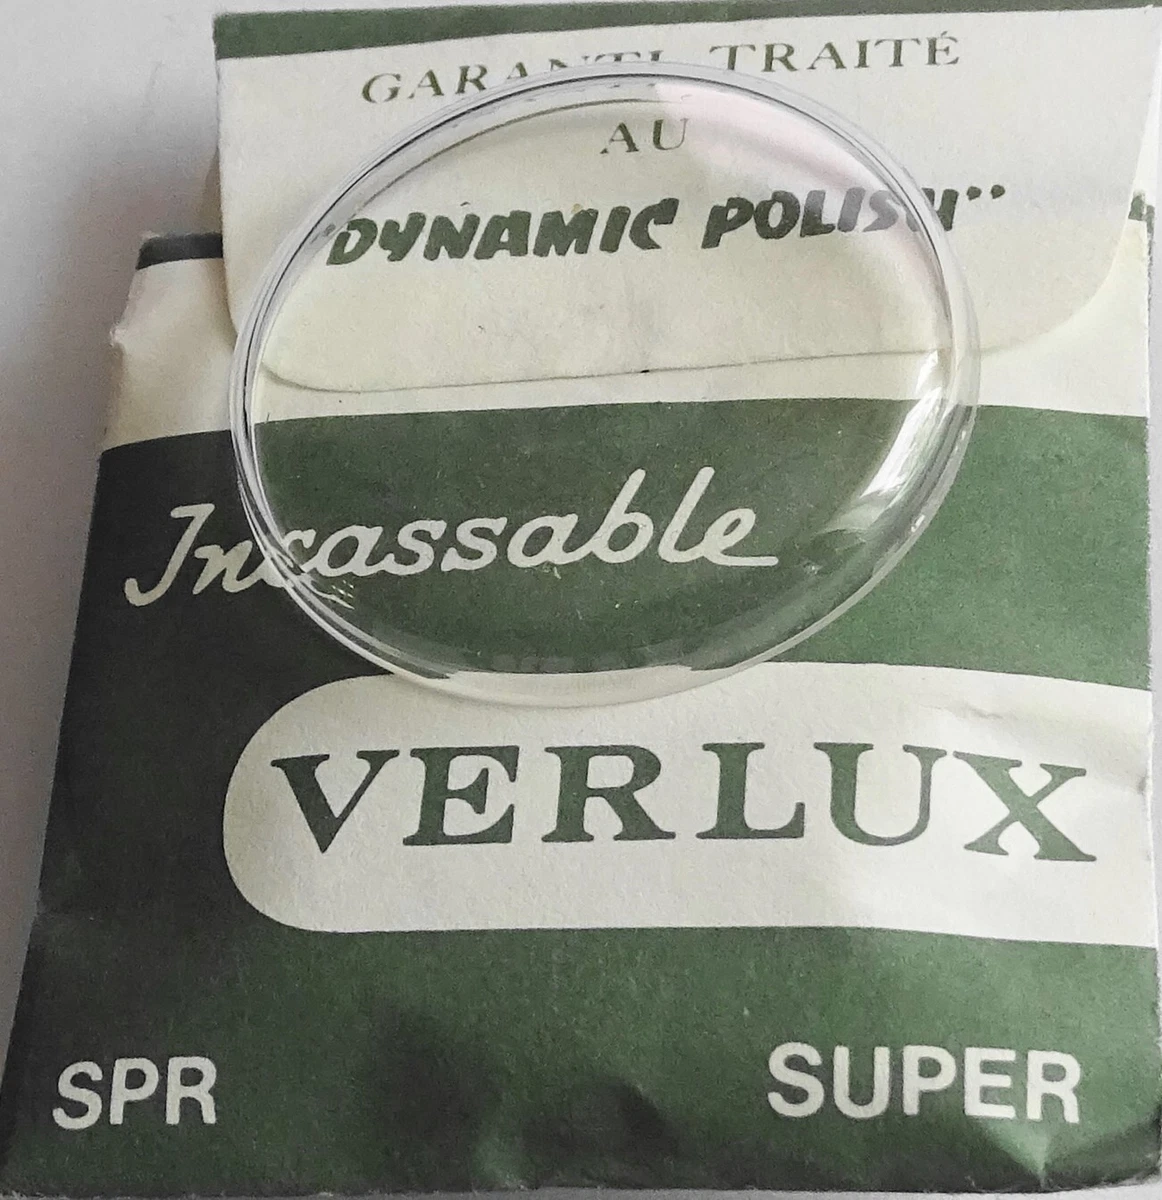 GARANTI TRAITÉ
AU
"DYNAMIC POLISH"
Incassable
VERLUX
SPR SUPER